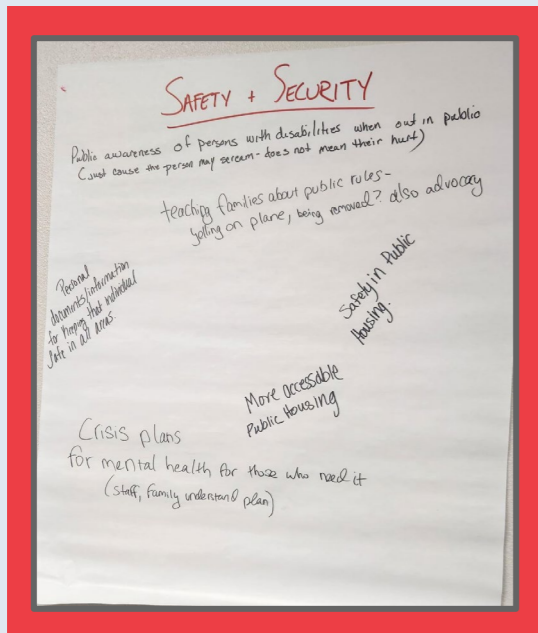 SAFETY + SECURITY
Public awareness of persons with disabilities when out in public
(Just cause the person may scream - does not mean their hurt)
teaching families about public rules -
yelling on plane, being removed? also advocacy
Personal
documents/information
for keeping that individual
safe in all areas.
Safety in Public
Housing.
More accessable
Public Housing
Crisis plans
for mental health for those who need it
(staff, family understand plan)